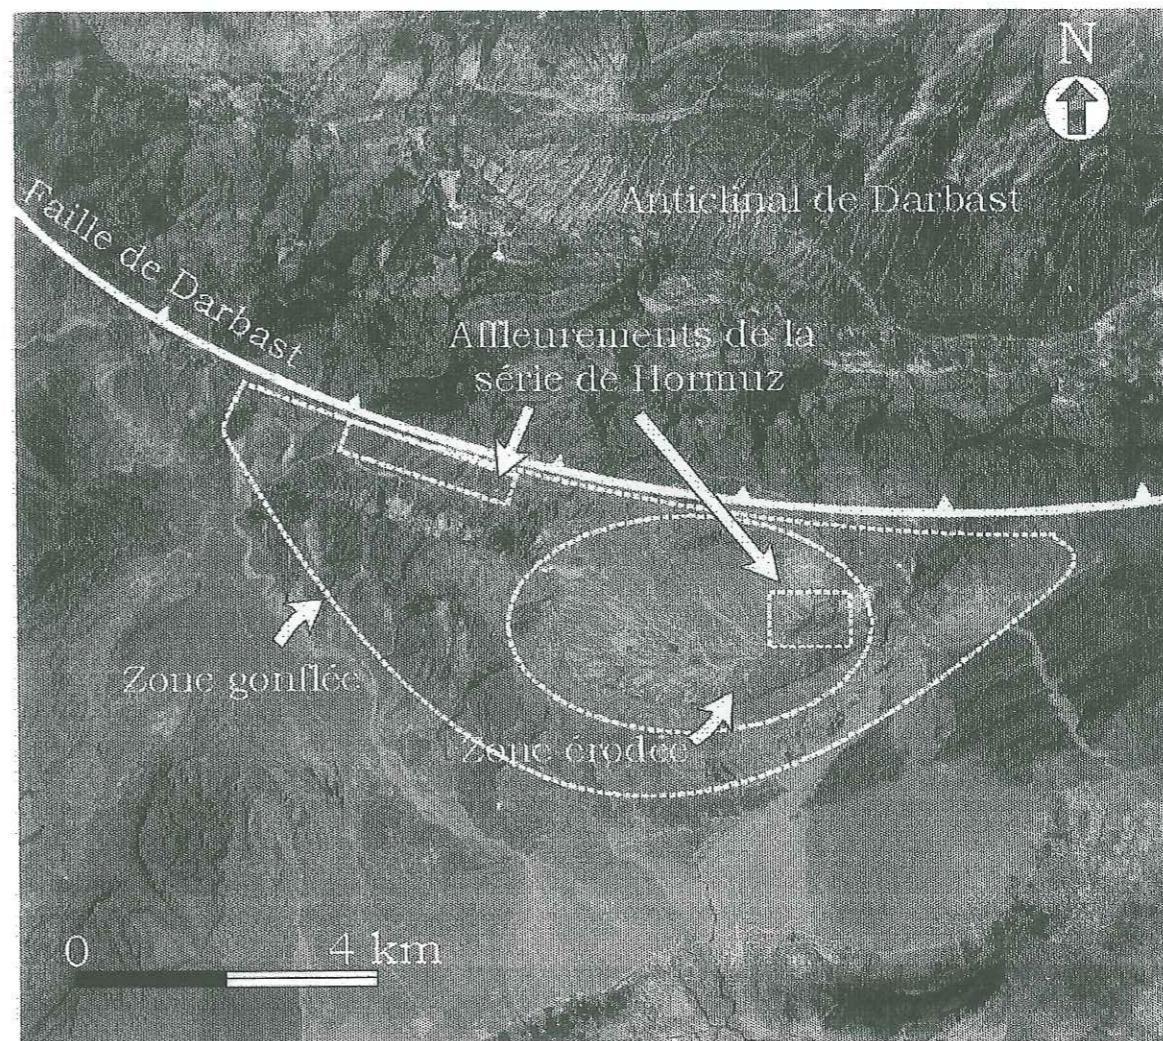 N
Anticlinal de Darbast
Faille de Darbast
Affleurements de la
série de Hormuz
Zone gonflée
Zone érodée
0 4 km